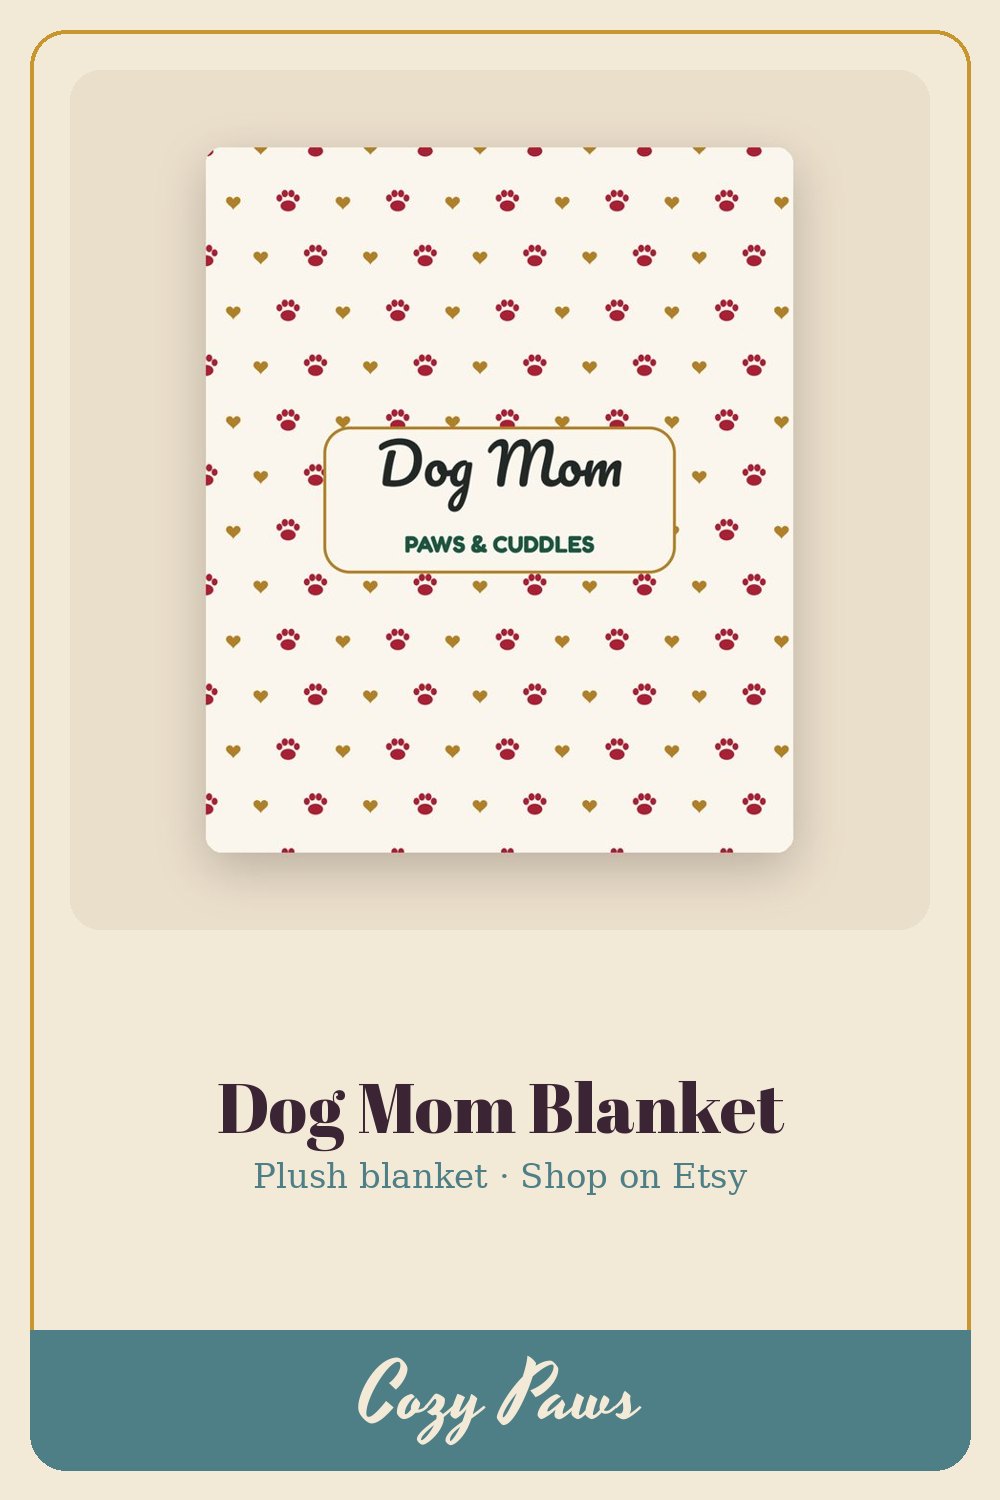 Dog Mom
PAWS & CUDDLES
Dog Mom Blanket
Plush blanket · Shop on Etsy
Cozy Paws